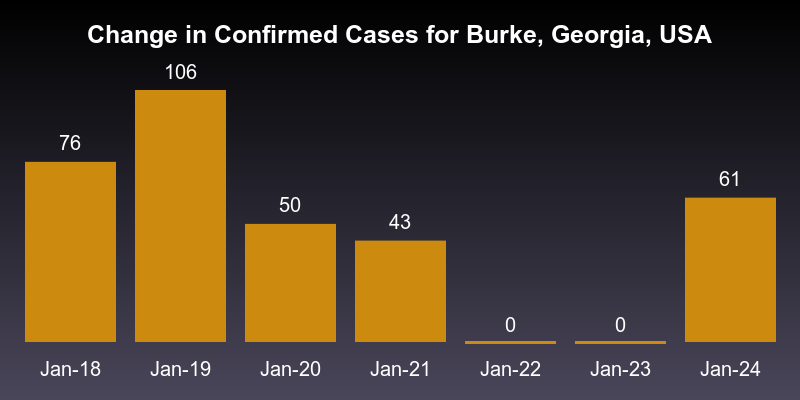 Change in Confirmed Cases for Burke, Georgia, USA
76
106
50
43
0
0
61
Jan-18
Jan-19
Jan-20
Jan-21
Jan-22
Jan-23
Jan-24